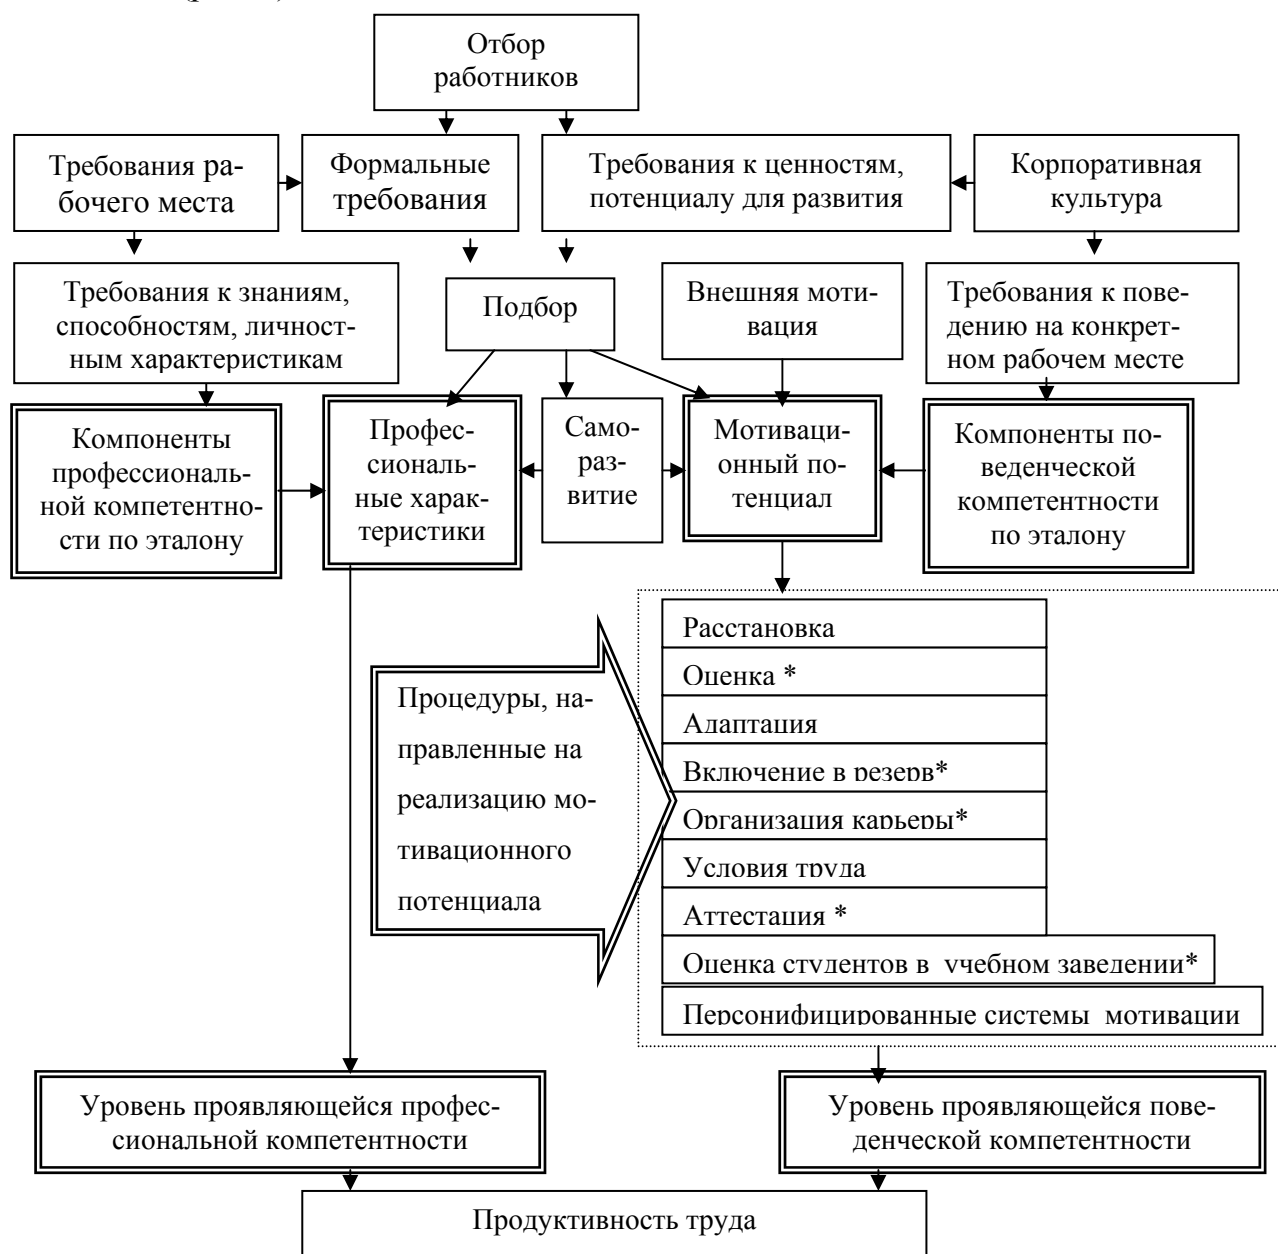 Отбор
работников
Требования ра-
бочего места
Формальные
требования
Требования к ценностям,
потенциалу для развития
Корпоративная
культура
Требования к знаниям,
способностям, личност-
ным характеристикам
Подбор
Внешняя моти-
вация
Требования к пове-
дению на конкрет-
ном рабочем месте
Компоненты
профессиональ-
ной компетентно-
сти по эталону
Профес-
сиональ-
ные харак-
теристики
Само-
раз-
витие
Мотиваци-
онный по-
тенциал
Компоненты по-
веденческой
компетентности
по эталону
Процедуры, на-
правленные на
реализацию мо-
тивационного
потенциала
Расстановка
Оценка *
Адаптация
Включение в резерв*
Организация карьеры*
Условия труда
Аттестация *
Оценка студентов в учебном заведении*
Персонифицированные системы мотивации
Уровень проявляющейся профес-
сиональной компетентности
Уровень проявляющейся пове-
денческой компетентности
Продуктивность труда